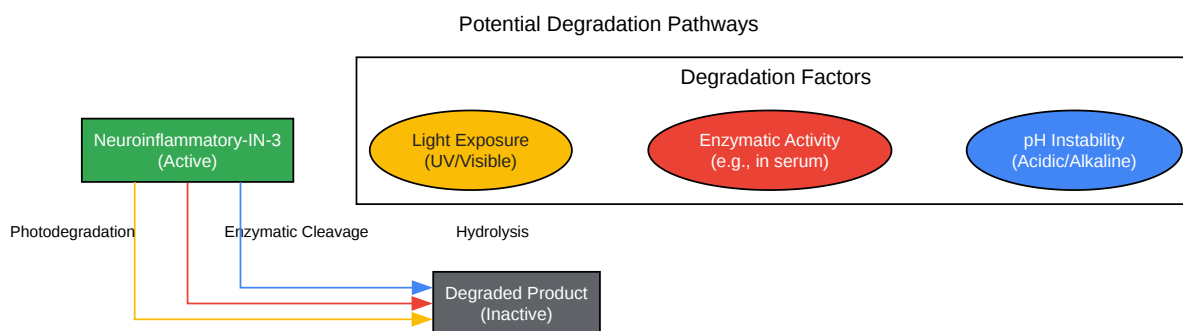 Potential Degradation Pathways
Degradation Factors
Neuroinflammatory-IN-3
(Active)
Light Exposure
(UV/Visible)
Enzymatic Activity
(e.g., in serum)
pH Instability
(Acidic/Alkaline)
Photodegradation
Enzymatic Cleavage
Hydrolysis
Degraded Product
(Inactive)